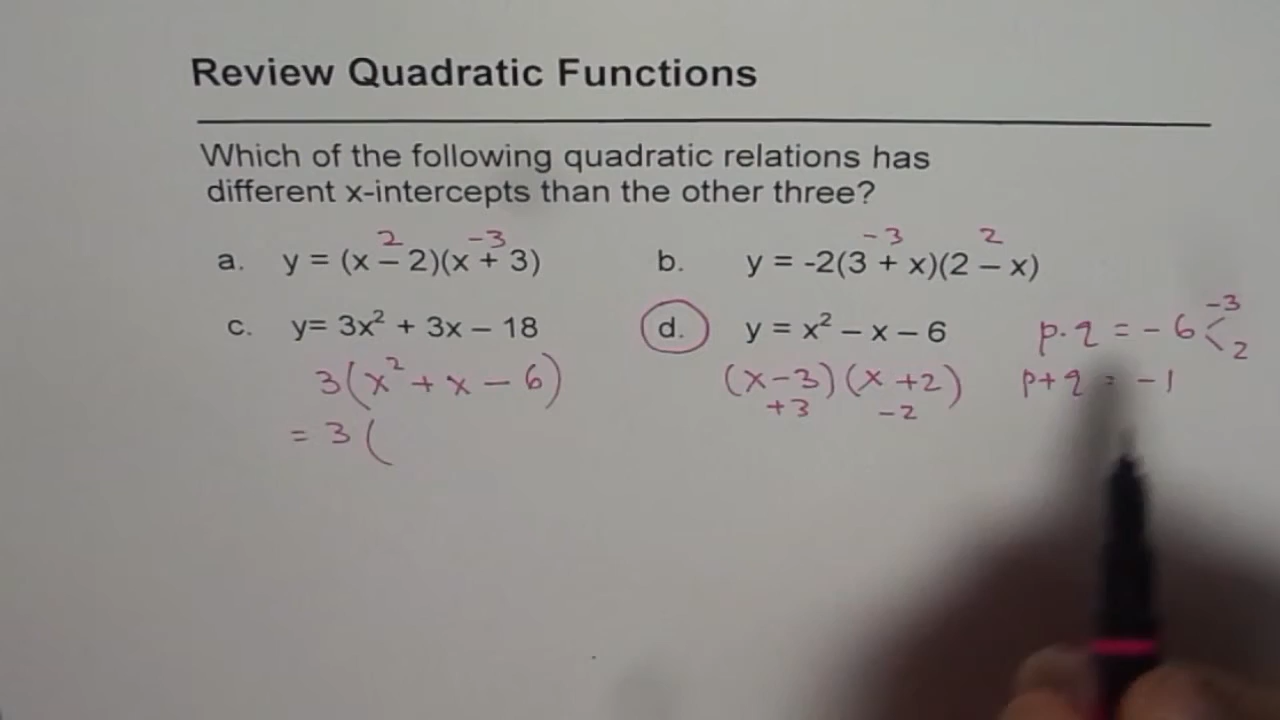 Review Quadratic Functions
Which of the following quadratic relations has
different x-intercepts than the other three?
2 -3
a. y = (x – 2)(x + 3)
-3 2
b. y = -2(3 + x)(2 – x)
c. y= 3x² + 3x – 18
3(x² + x – 6)
= 3(
d. y = x² – x – 6
(x-3)(x+2)
+3 -2
p·q = -6 < -3
2
p+q = -1